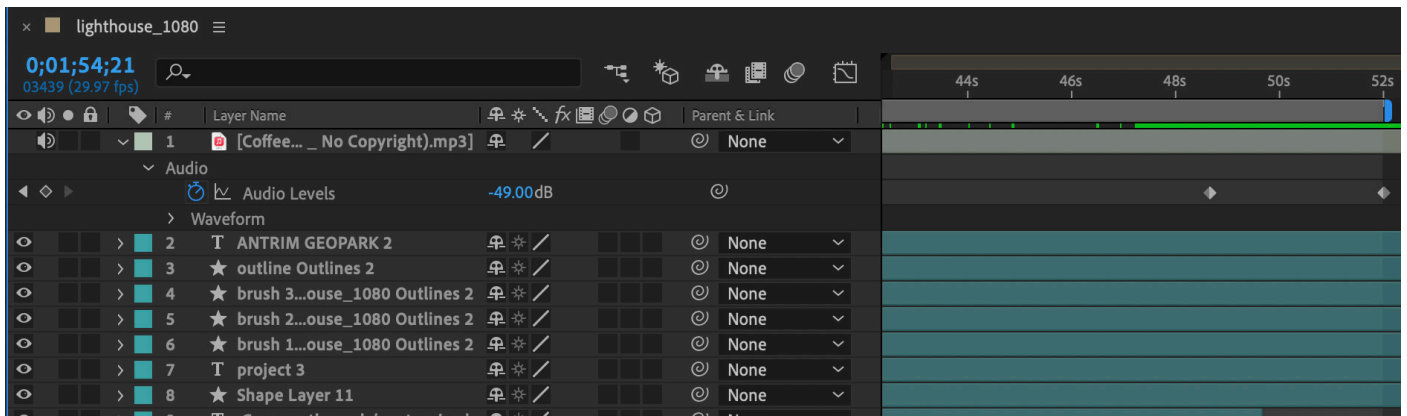 × lighthouse_1080 ≡
0;01;54;21
03439 (29.97 fps)
44s 46s 48s 50s 52s
# Layer Name fx Parent & Link
1 [Coffee... _ No Copyright).mp3] None
Audio
Audio Levels -49.00dB
Waveform
2 T ANTRIM GEOPARK 2 None
3 outline Outlines 2 None
4 brush 3...ouse_1080 Outlines 2 None
5 brush 2...ouse_1080 Outlines 2 None
6 brush 1...ouse_1080 Outlines 2 None
7 T project 3 None
8 Shape Layer 11 None